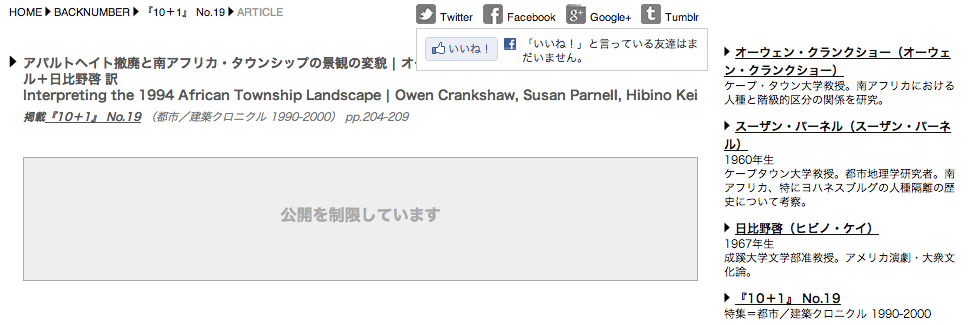 HOME BACKNUMBER 『10+1』 No.19 ARTICLE
Twitter Facebook Google+ Tumblr
いいね！ 「いいね！」と言っている友達はま
だいません。
アパルトヘイト撤廃と南アフリカ・タウンシップの景観の変貌 | オー
ル＋日比野啓 訳
Interpreting the 1994 African Township Landscape | Owen Crankshaw, Susan Parnell, Hibino Kei
掲載『10+1』 No.19 （都市／建築クロニクル 1990-2000） pp.204-209
公開を制限しています
オーウェン・クランクショー（オーウェ
ン・クランクショー）
ケープ・タウン大学教授。南アフリカにおける
人種と階級的区分の関係を研究。
スーザン・パーネル（スーザン・パーネ
ル）
1960年生
ケープタウン大学教授。都市地理学研究者。南
アフリカ、特にヨハネスブルグの人種隔離の歴
史について考察。
日比野啓（ヒビノ・ケイ）
1967年生
成蹊大学文学部准教授。アメリカ演劇・大衆文
化論。
『10+1』 No.19
特集＝都市／建築クロニクル 1990-2000